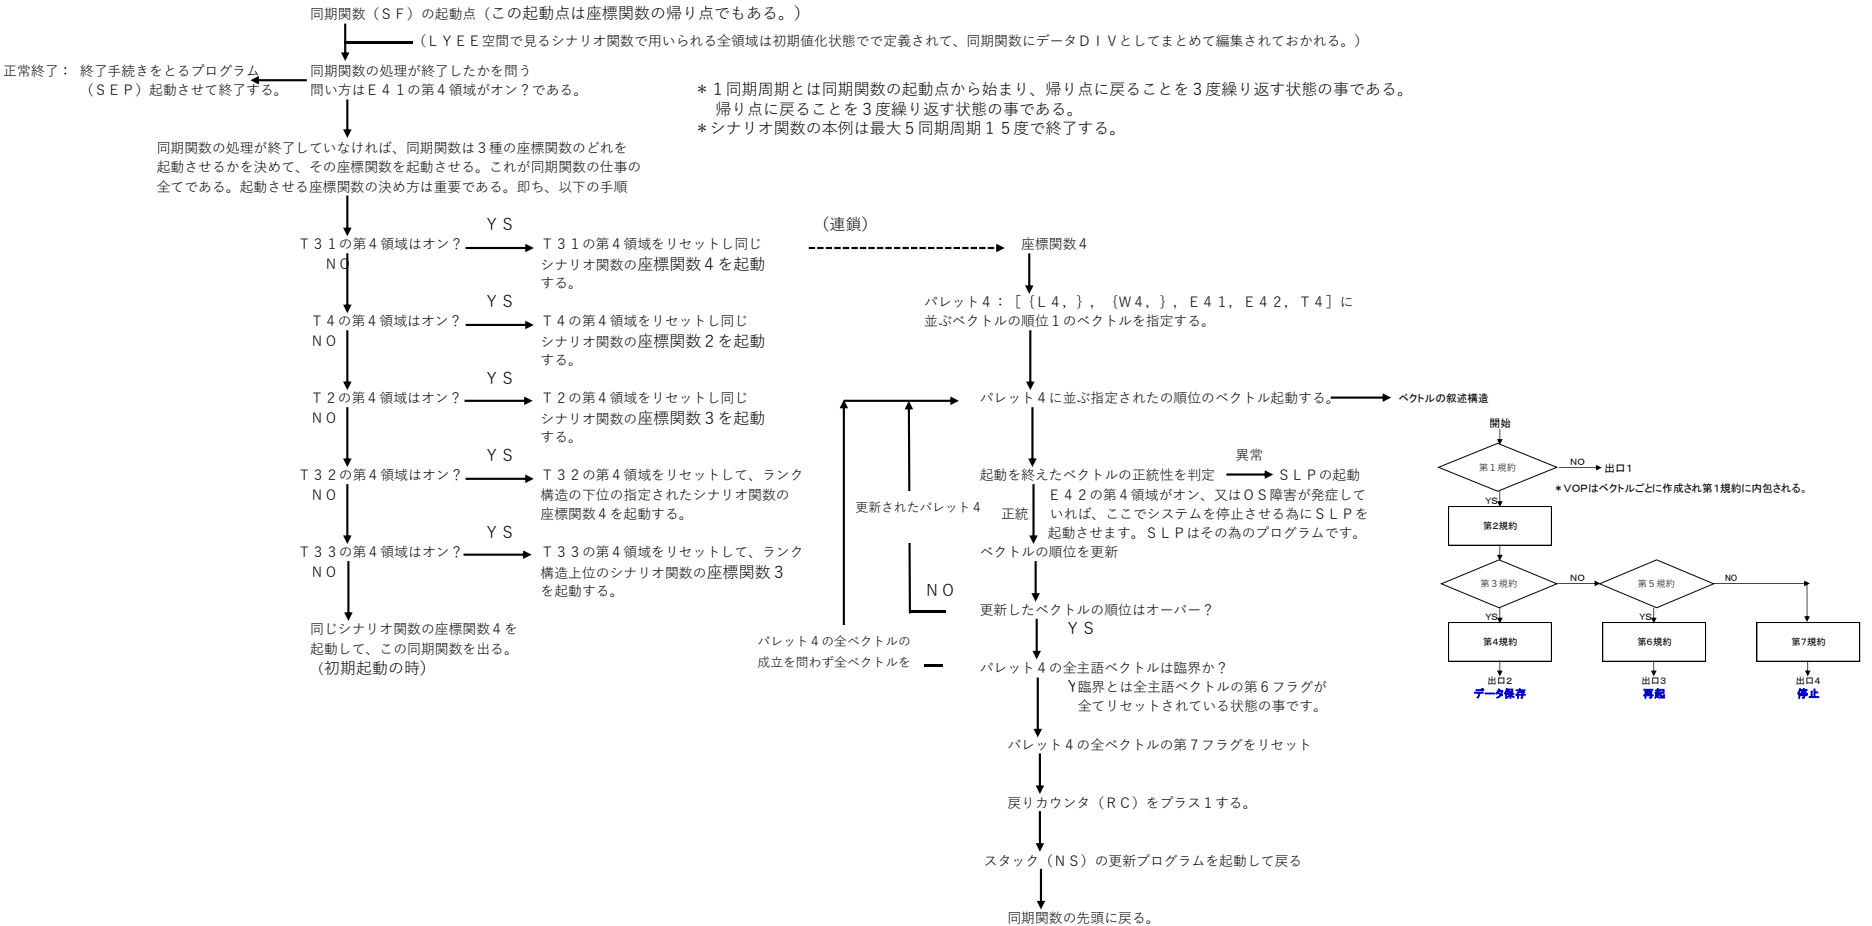 同期関数（ＳＦ）の起動点（この起動点は座標関数の帰り点でもある。）
（ＬＹＥＥ空間で見るシナリオ関数で用いられる全領域は初期値化状態でで定義されて、同期関数にデータＤＩＶとしてまとめて編集されておかれる。）
正常終了： 終了手続きをとるプログラム
（ＳＥＰ）起動させて終了する。
同期関数の処理が終了したかを問う
問い方はＥ４１の第４領域がオン？である。
＊１同期周期とは同期関数の起動点から始まり、帰り点に戻ることを３度繰り返す状態の事である。
帰り点に戻ることを３度繰り返す状態の事である。
＊シナリオ関数の本例は最大５同期周期１５度で終了する。
同期関数の処理が終了していなければ、同期関数は３種の座標関数のどれを
起動させるかを決めて、その座標関数を起動させる。これが同期関数の仕事の
全てである。起動させる座標関数の決め方は重要である。即ち、以下の手順
Ｔ３１の第４領域はオン？
ＮＯ
ＹＳ
Ｔ３１の第４領域をリセットし同じ
シナリオ関数の座標関数４を起動
する。
Ｔ４の第４領域はオン？
ＮＯ
ＹＳ
Ｔ４の第４領域をリセットし同じ
シナリオ関数の座標関数２を起動
する。
Ｔ２の第４領域はオン？
ＮＯ
ＹＳ
Ｔ２の第４領域をリセットし同じ
シナリオ関数の座標関数３を起動
する。
Ｔ３２の第４領域はオン？
ＮＯ
ＹＳ
Ｔ３２の第４領域をリセットして、ランク
構造の下位の指定されたシナリオ関数の
座標関数４を起動する。
Ｔ３３の第４領域はオン？
ＮＯ
ＹＳ
Ｔ３３の第４領域をリセットして、ランク
構造上位のシナリオ関数の座標関数３
を起動する。
同じシナリオ関数の座標関数４を
起動して、この同期関数を出る。
（初期起動の時）
（連鎖）
座標関数４
パレット４：［｛Ｌ４，｝，｛Ｗ４，｝，Ｅ４１，Ｅ４２，Ｔ４］に
並ぶベクトルの順位１のベクトルを指定する。
パレット４に並ぶ指定されたの順位のベクトル起動する。
ベクトルの叙述構造
起動を終えたベクトルの正統性を判定
異常
ＳＬＰの起動
正統
Ｅ４２の第４領域がオン、又はＯＳ障害が発症して
いれば、ここでシステムを停止させる為にＳＬＰを
起動させます。ＳＬＰはその為のプログラムです。
更新されたパレット４
ベクトルの順位を更新
ＮＯ
更新したベクトルの順位はオーバー？
ＹＳ
パレット４の全ベクトルの
成立を問わず全ベクトルを
パレット４の全主語ベクトルは臨界か？
Y臨界とは全主語ベクトルの第６フラグが
全てリセットされている状態の事です。
パレット４の全ベクトルの第７フラグをリセット
戻りカウンタ（ＲＣ）をプラス１する。
スタック（ＮＳ）の更新プログラムを起動して戻る
同期関数の先頭に戻る。
開始
第１規約
NO
出口1
＊VOPはベクトルごとに作成され第1規約に内包される。
YS
第2規約
第３規約
NO
第５規約
NO
YS
YS
第4規約
第6規約
第7規約
出口2
出口3
出口4
データ保存
再起
停止